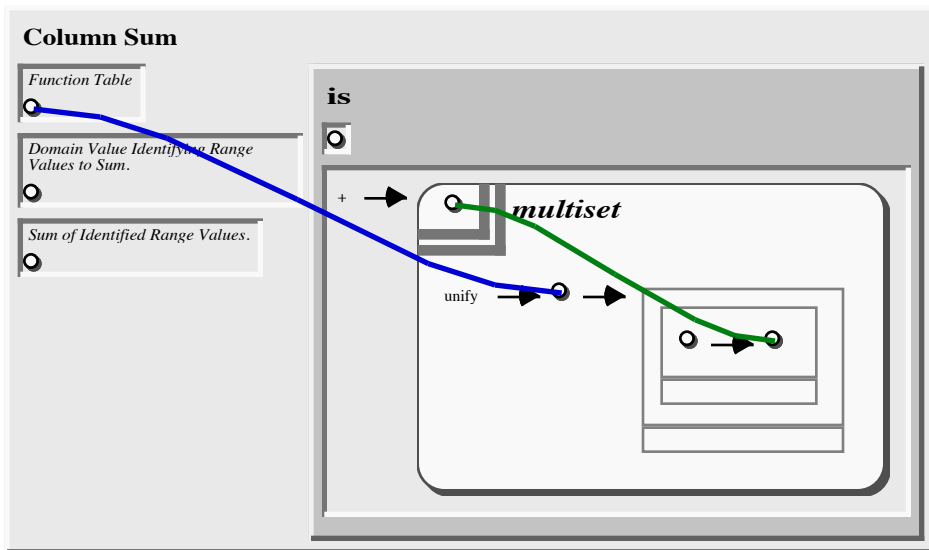 Column Sum
Function Table
is
Domain Value Identifying Range
Values to Sum.
+
multiset
Sum of Identified Range Values.
unify